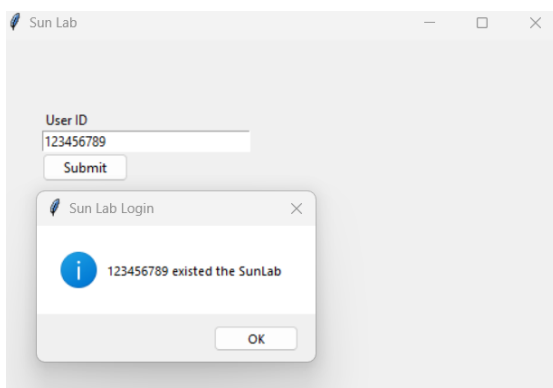 Sun Lab
User ID
123456789
Submit
Sun Lab Login
123456789 existed the SunLab
OK